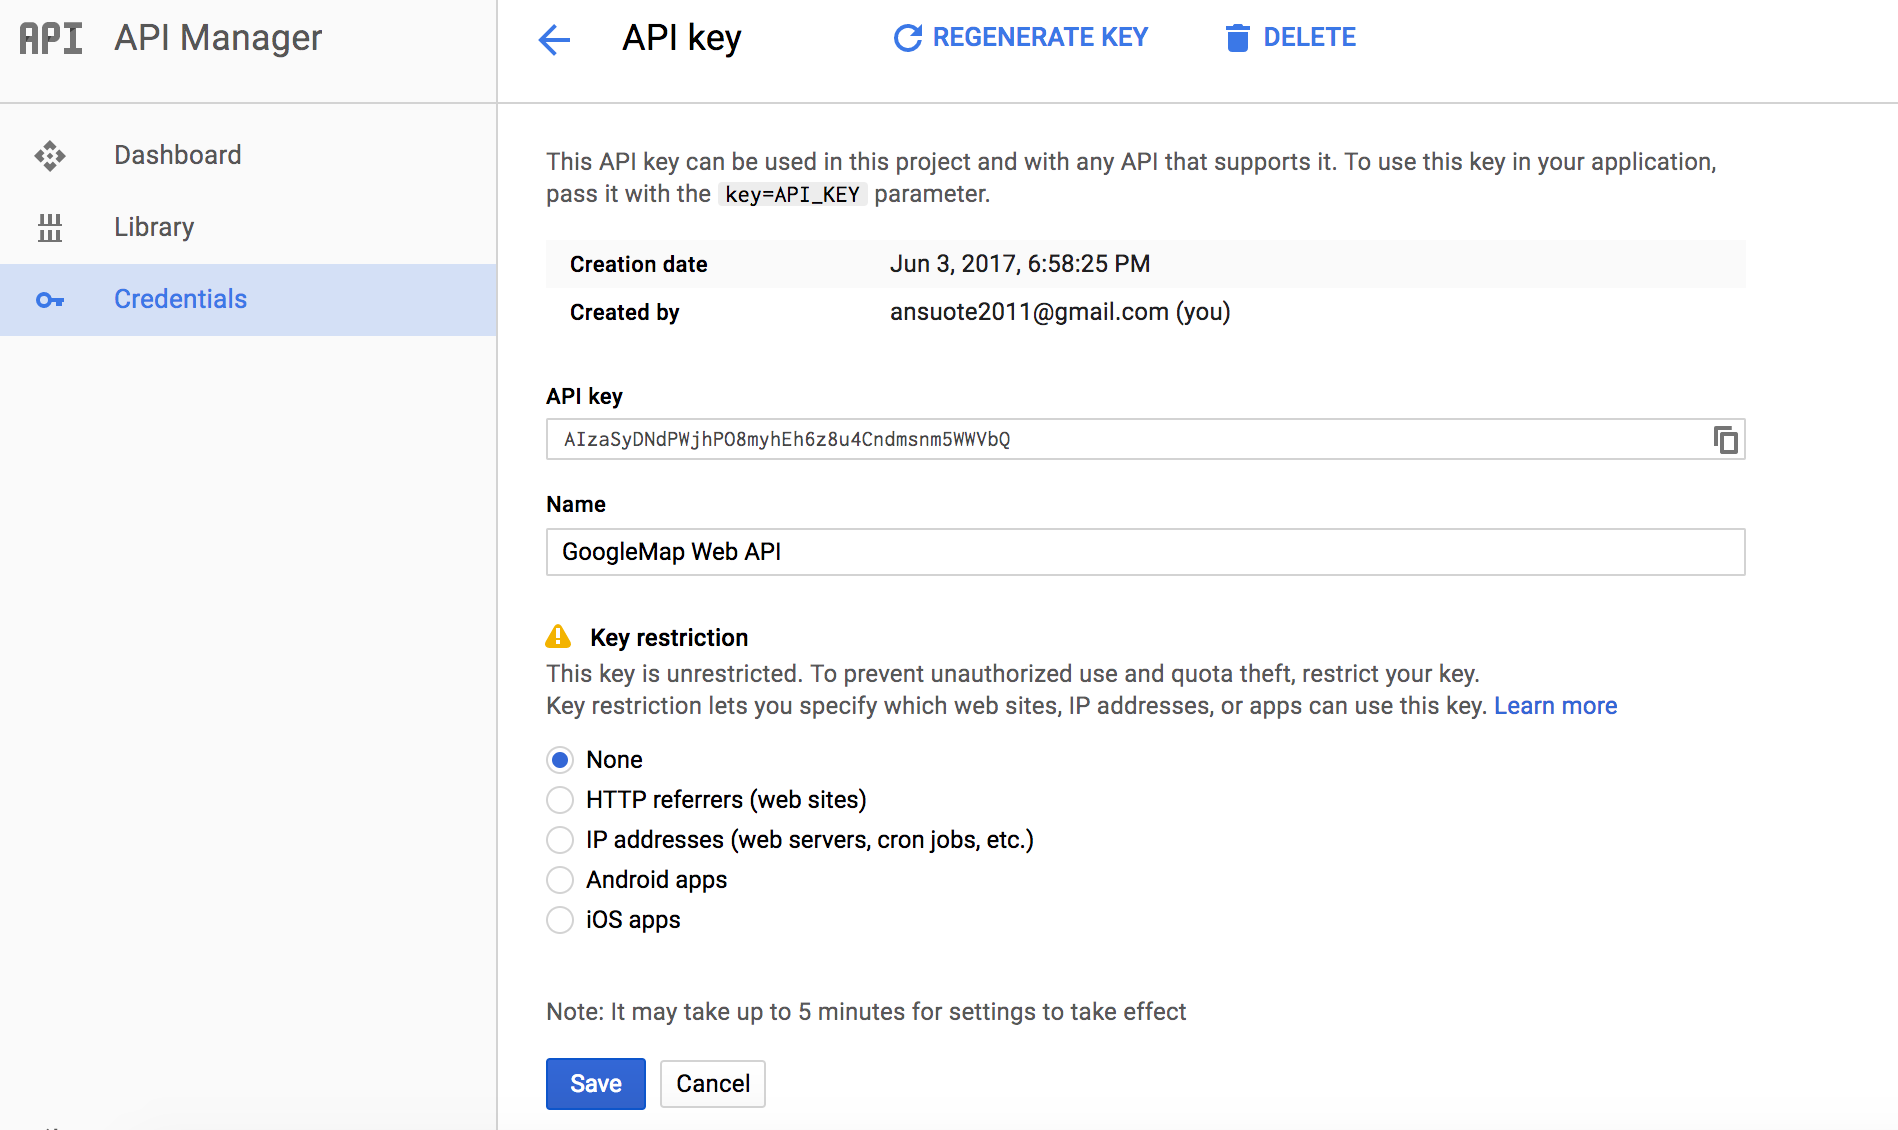 API API Manager
API key
REGENERATE KEY
DELETE
Dashboard
Library
Credentials
This API key can be used in this project and with any API that supports it. To use this key in your application,
pass it with the key=API_KEY parameter.
Creation date Jun 3, 2017, 6:58:25 PM
Created by ansuote2011@gmail.com (you)
API key
AIzaSyDNdPWjhPO8myhEh6z8u4Cndmsnm5WWVbQ
Name
GoogleMap Web API
Key restriction
This key is unrestricted. To prevent unauthorized use and quota theft, restrict your key.
Key restriction lets you specify which web sites, IP addresses, or apps can use this key. Learn more
None
HTTP referrers (web sites)
IP addresses (web servers, cron jobs, etc.)
Android apps
iOS apps
Note: It may take up to 5 minutes for settings to take effect
Save Cancel